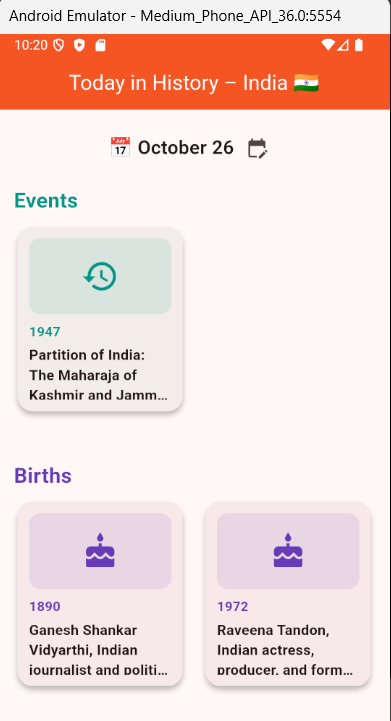 Android Emulator - Medium_Phone_API_36.0:5554
10:20
Today in History – India 🇮🇳
📅 October 26
Events
1947
Partition of India:
The Maharaja of
Kashmir and Jamm…
Births
1890
Ganesh Shankar
Vidyarthi, Indian
journalist and politi…
1972
Raveena Tandon,
Indian actress,
producer, and form…